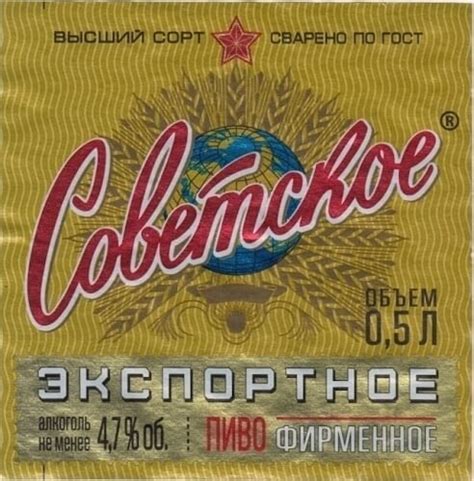 ВЫСШИЙ СОРТ СВАРЕНО ПО ГОСТ
Советское ®
ОБЪЕМ
0,5 Л
ЭКСПОРТНОЕ
алкоголь не менее 4,7% об. ПИВО ФИРМЕННОЕ